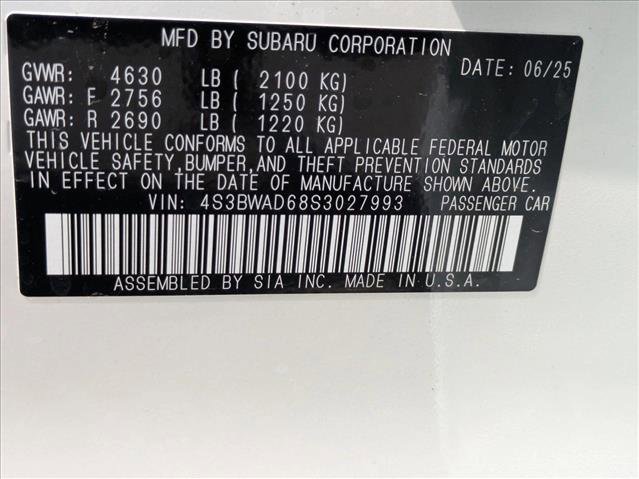 MFD BY SUBARU CORPORATION
DATE: 06/25
GVWR: 4630 LB ( 2100 KG)
GAWR: F 2756 LB ( 1250 KG)
GAWR: R 2690 LB ( 1220 KG)
THIS VEHICLE CONFORMS TO ALL APPLICABLE FEDERAL MOTOR
VEHICLE SAFETY,BUMPER,AND THEFT PREVENTION STANDARDS
IN EFFECT ON THE DATE OF MANUFACTURE SHOWN ABOVE.
VIN: 4S3BWAD68S3027993 PASSENGER CAR
ASSEMBLED BY SIA INC. MADE IN U.S.A.